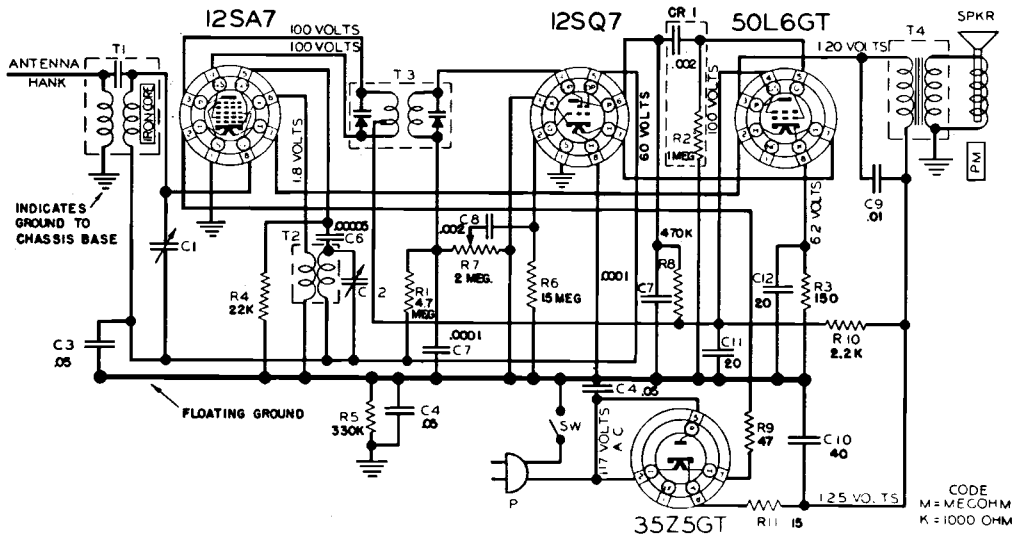 12SA7
12SQ7
CR.1
50L6GT
T4
SPKR
T1
100 VOLTS
100 VOLTS
120 VOLTS
ANTENNA
HANK
IRON CORE
T3
.002
R2
1 MEG
60 VOLTS
100 VOLTS
PM
1.8 VOLTS
6.2 VOLTS
C9
.01
INDICATES
GROUND TO
CHASSIS BASE
C1
.00005
C6
T2
C2
C8
.002
R7
2 MEG.
470K
R8
.0001
C7
R4
22K
R1
4.7
MEG
R6
15 MEG
C12
20
R3
150
.0001
C7
C3
.05
C11
20
R10
2.2K
FLOATING GROUND
R5
330K
C4
.05
SW
C4 .05
117 VOLTS
A C
R9
47
C10
40
P
35Z5GT
R11 15
125 VOLTS
CODE
M = MEGOHM
K = 1000 OHM